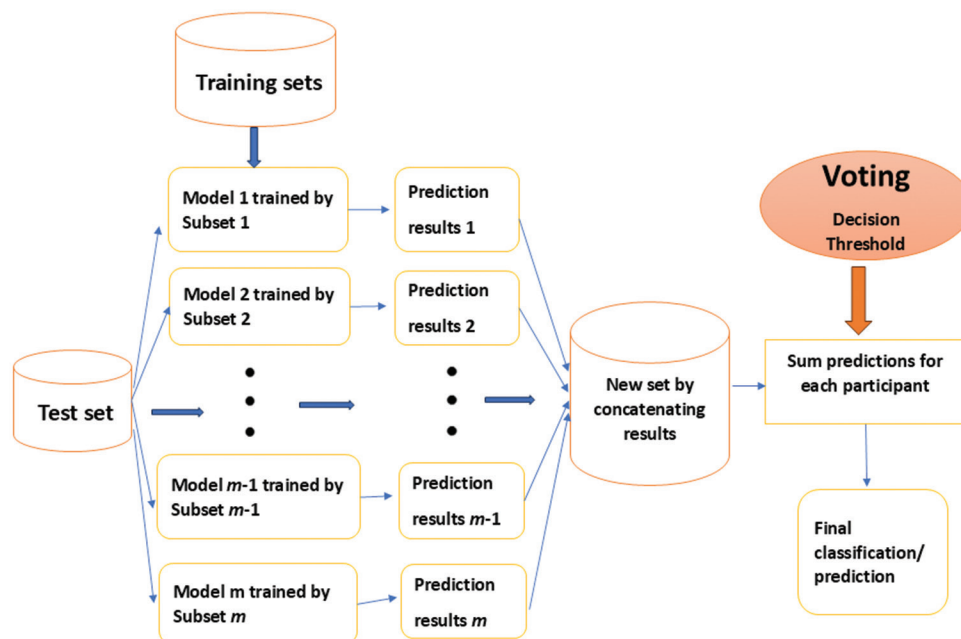 Training sets
Model 1 trained by
Subset 1
Prediction
results 1
Model 2 trained by
Subset 2
Prediction
results 2
Test set
Model m-1 trained by
Subset m-1
Prediction
results m-1
Model m trained by
Subset m
Prediction
results m
New set by
concatenating
results
Voting
Decision
Threshold
Sum predictions for
each participant
Final
classification/
prediction